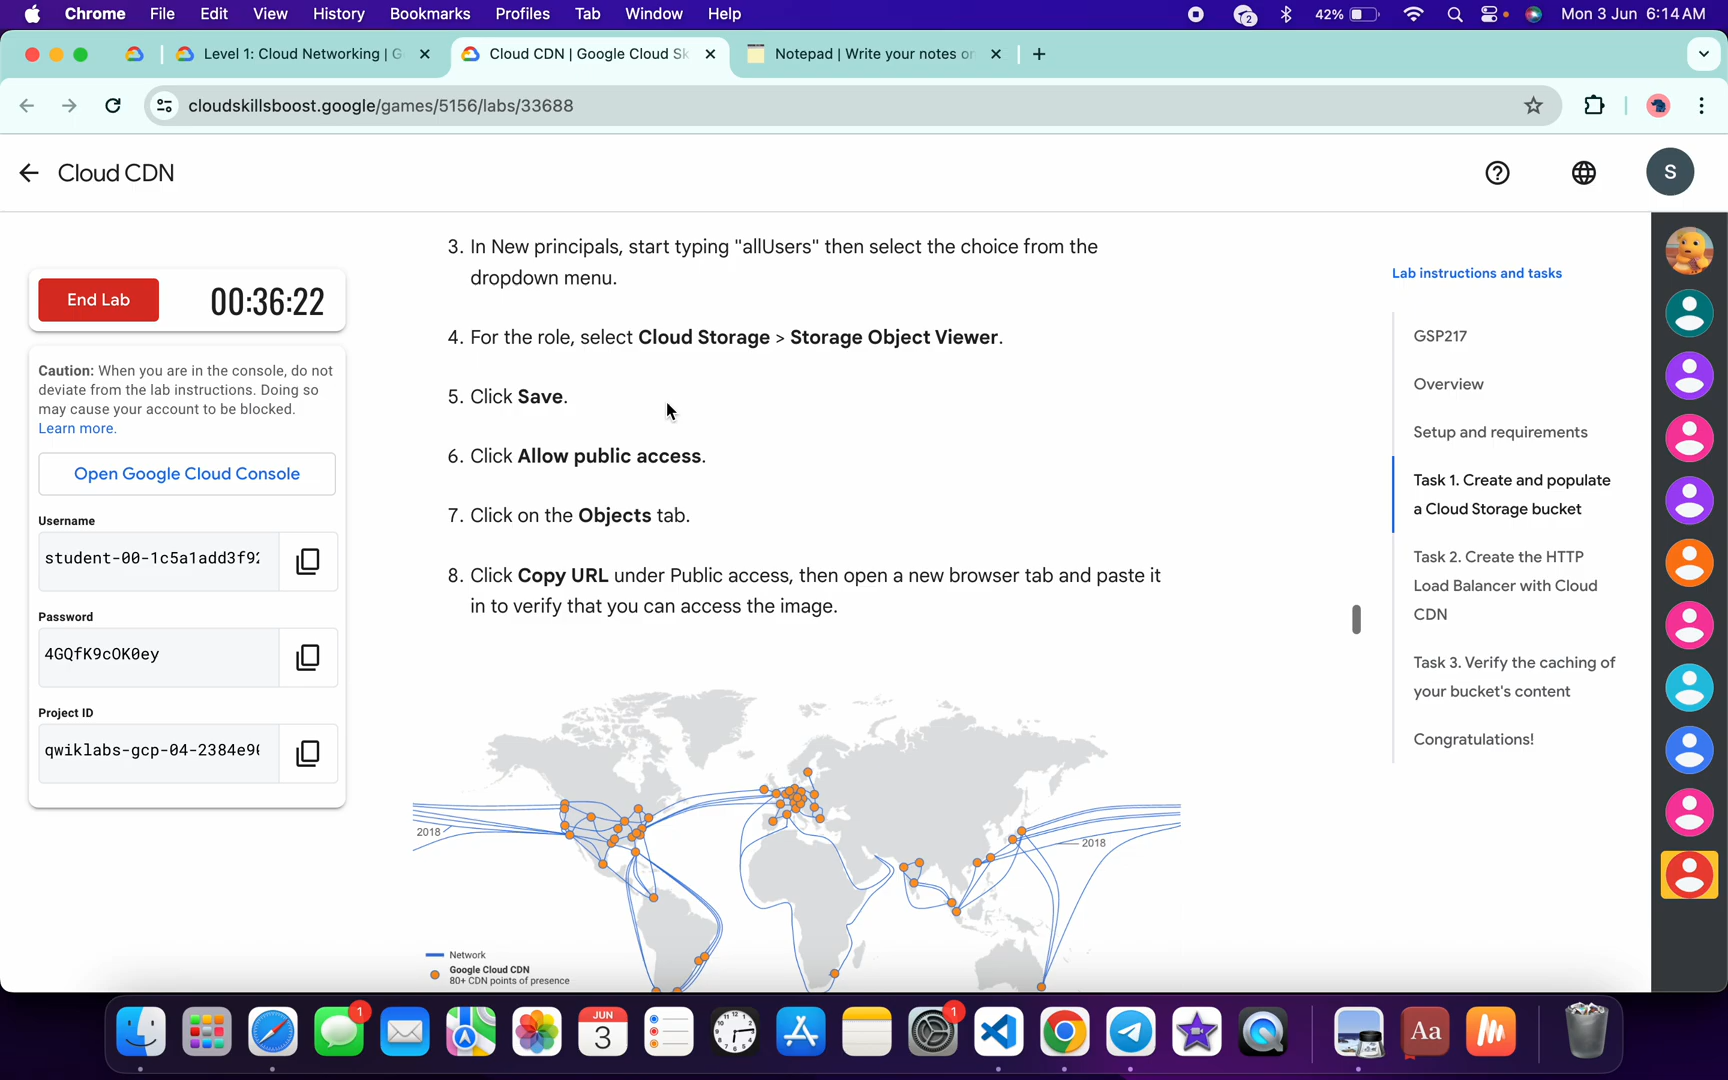 Chrome File Edit View History Bookmarks Profiles Tab Window Help
2 42% Mon 3 Jun 6:14 AM
Level 1: Cloud Networking | G
Cloud CDN | Google Cloud Sk
Notepad | Write your notes on
cloudskillsboost.google/games/5156/labs/33688
Cloud CDN
S
End Lab
00:36:22
Caution: When you are in the console, do not
deviate from the lab instructions. Doing so
may cause your account to be blocked.
Learn more.
Open Google Cloud Console
Username
student-00-1c5a1add3f92
Password
4GQfK9cOK0ey
Project ID
qwiklabs-gcp-04-2384e90
3. In New principals, start typing "allUsers" then select the choice from the
dropdown menu.
4. For the role, select Cloud Storage > Storage Object Viewer.
5. Click Save.
6. Click Allow public access.
7. Click on the Objects tab.
8. Click Copy URL under Public access, then open a new browser tab and paste it
in to verify that you can access the image.
2018
2018
Network
Google Cloud CDN
80+ CDN points of presence
Lab instructions and tasks
GSP217
Overview
Setup and requirements
Task 1. Create and populate
a Cloud Storage bucket
Task 2. Create the HTTP
Load Balancer with Cloud
CDN
Task 3. Verify the caching of
your bucket's content
Congratulations!
1
JUN
3
1
Aa